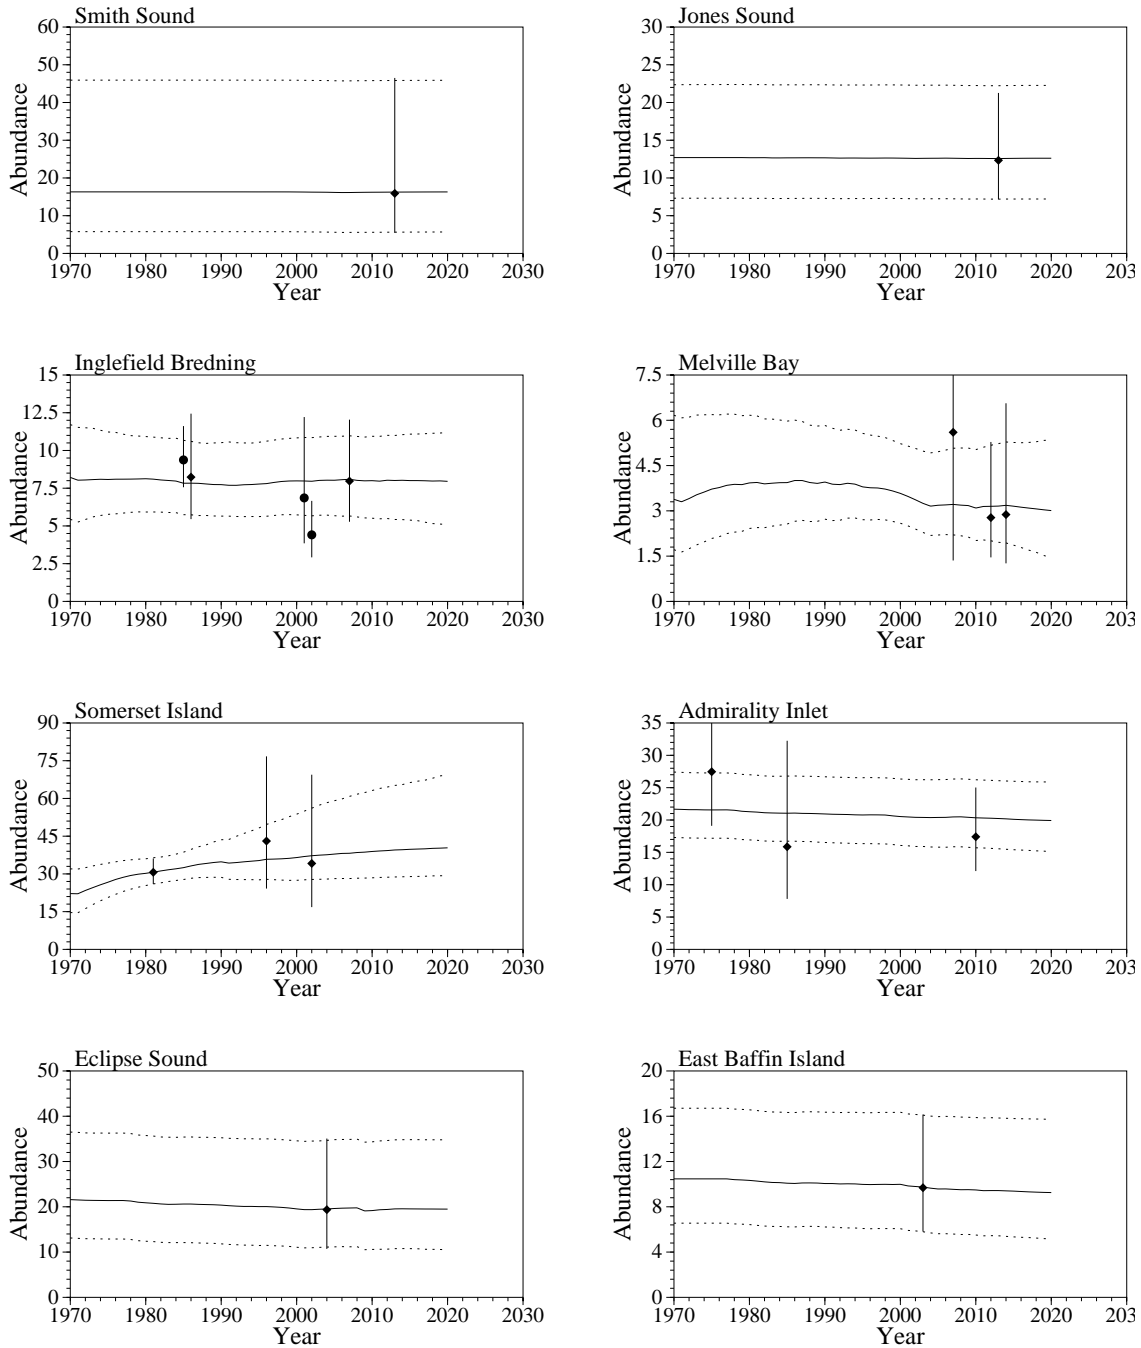 Smith Sound
Abundance
60
50
40
30
20
10
0
1970 1980 1990 2000 2010 2020 2030
Year
Jones Sound
Abundance
30
25
20
15
10
5
0
1970 1980 1990 2000 2010 2020 203
Year
Inglefield Bredning
Abundance
15
12.5
10
7.5
5
2.5
0
1970 1980 1990 2000 2010 2020 2030
Year
Melville Bay
Abundance
7.5
6
4.5
3
1.5
0
1970 1980 1990 2000 2010 2020 203
Year
Somerset Island
Abundance
90
75
60
45
30
15
0
1970 1980 1990 2000 2010 2020 2030
Year
Admirality Inlet
Abundance
35
30
25
20
15
10
5
0
1970 1980 1990 2000 2010 2020 203
Year
Eclipse Sound
Abundance
50
40
30
20
10
0
1970 1980 1990 2000 2010 2020 2030
Year
East Baffin Island
Abundance
20
16
12
8
4
0
1970 1980 1990 2000 2010 2020 203
Year